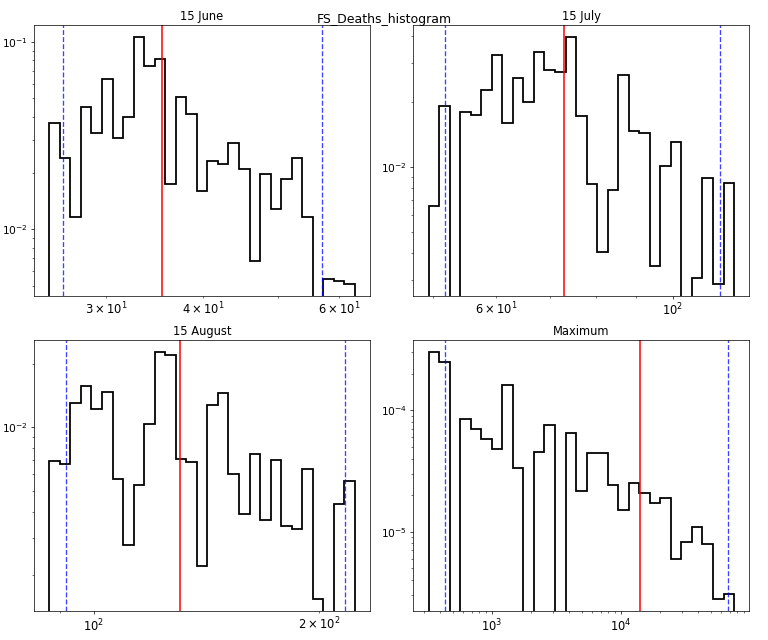 FS_Deaths_histogram
15 June
15 July
10⁻¹
10⁻²
3 × 10¹
4 × 10¹
6 × 10¹
10⁻²
6 × 10¹
10²
15 August
Maximum
10⁻²
10²
2 × 10²
10⁻⁴
10⁻⁵
10³
10⁴